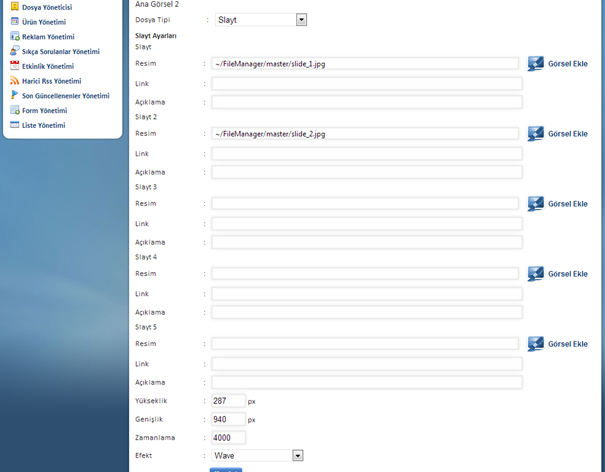 Dosya Yöneticisi
Ürün Yönetimi
Reklam Yönetimi
Sıkça Sorulanlar Yönetimi
Etkinlik Yönetimi
Harici Rss Yönetimi
Son Güncellenenler Yönetimi
Form Yönetimi
Liste Yönetimi
Ana Görsel 2
Dosya Tipi : Slayt
Slayt Ayarları
Slayt
Resim : ~/FileManager/master/slide_1.jpg Görsel Ekle
Link :
Açıklama :
Slayt 2
Resim : ~/FileManager/master/slide_2.jpg Görsel Ekle
Link :
Açıklama :
Slayt 3
Resim : Görsel Ekle
Link :
Açıklama :
Slayt 4
Resim : Görsel Ekle
Link :
Açıklama :
Slayt 5
Resim : Görsel Ekle
Link :
Açıklama :
Yükseklik : 287 px
Genişlik : 940 px
Zamanlama : 4000
Efekt : Wave